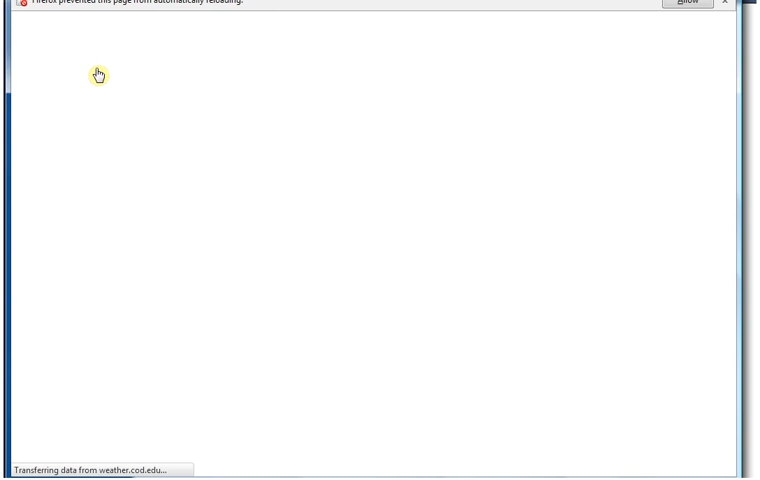 Firefox prevented this page from automatically reloading.
Allow
Transferring data from weather.cod.edu...